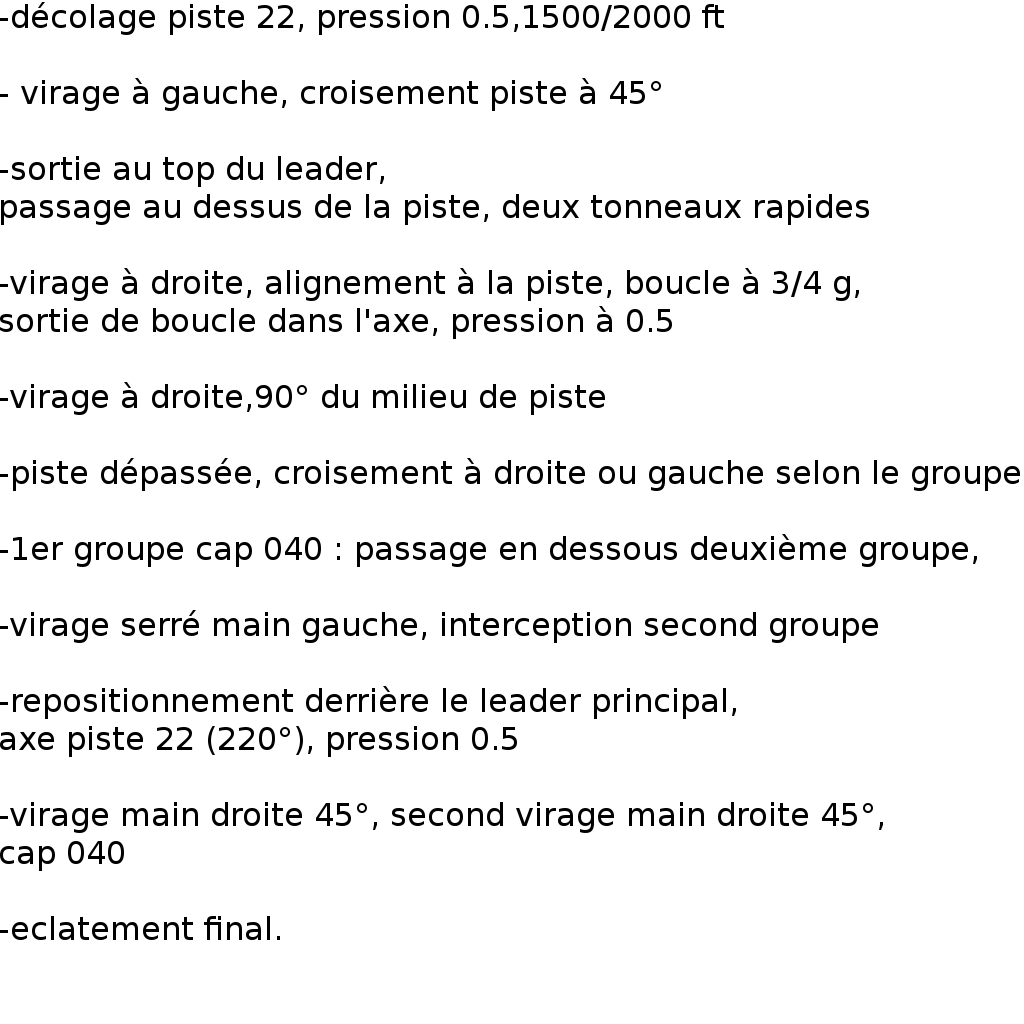 -décolage piste 22, pression 0.5,1500/2000 ft
- virage à gauche, croisement piste à 45°
-sortie au top du leader,
passage au dessus de la piste, deux tonneaux rapides
-virage à droite, alignement à la piste, boucle à 3/4 g,
sortie de boucle dans l'axe, pression à 0.5
-virage à droite,90° du milieu de piste
-piste dépassée, croisement à droite ou gauche selon le groupe
-1er groupe cap 040 : passage en dessous deuxième groupe,
-virage serré main gauche, interception second groupe
-repositionnement derrière le leader principal,
axe piste 22 (220°), pression 0.5
-virage main droite 45°, second virage main droite 45°,
cap 040
-eclatement final.